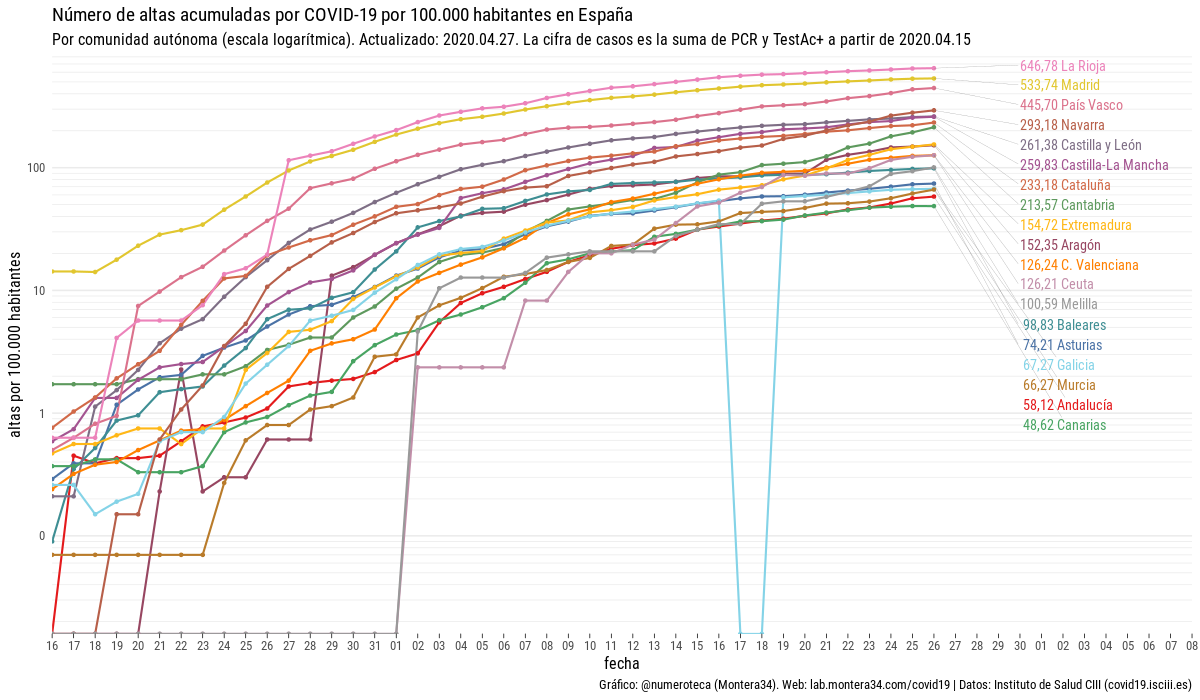 Número de altas acumuladas por COVID-19 por 100.000 habitantes en España
Por comunidad autónoma (escala logarítmica). Actualizado: 2020.04.27. La cifra de casos es la suma de PCR y TestAc+ a partir de 2020.04.15
altas por 100.000 habitantes
100
10
1
0
646,78 La Rioja
533,74 Madrid
445,70 País Vasco
293,18 Navarra
261,38 Castilla y León
259,83 Castilla-La Mancha
233,18 Cataluña
213,57 Cantabria
154,72 Extremadura
152,35 Aragón
126,24 C. Valenciana
126,21 Ceuta
100,59 Melilla
98,83 Baleares
74,21 Asturias
67,27 Galicia
66,27 Murcia
58,12 Andalucía
48,62 Canarias
16 17 18 19 20 21 22 23 24 25 26 27 28 29 30 31 01 02 03 04 05 06 07 08 09 10 11 12 13 14 15 16 17 18 19 20 21 22 23 24 25 26 27 28 29 30 01 02 03 04 05 06 07 08
fecha
Gráfico: @numeroteca (Montera34). Web: lab.montera34.com/covid19 | Datos: Instituto de Salud CIII (covid19.isciii.es)